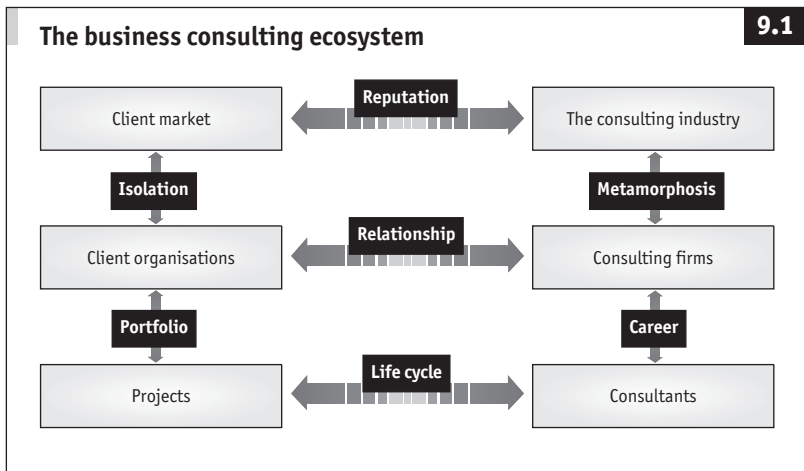 The business consulting ecosystem
9.1
Client market
Reputation
The consulting industry
Isolation
Metamorphosis
Client organisations
Relationship
Consulting firms
Portfolio
Career
Projects
Life cycle
Consultants